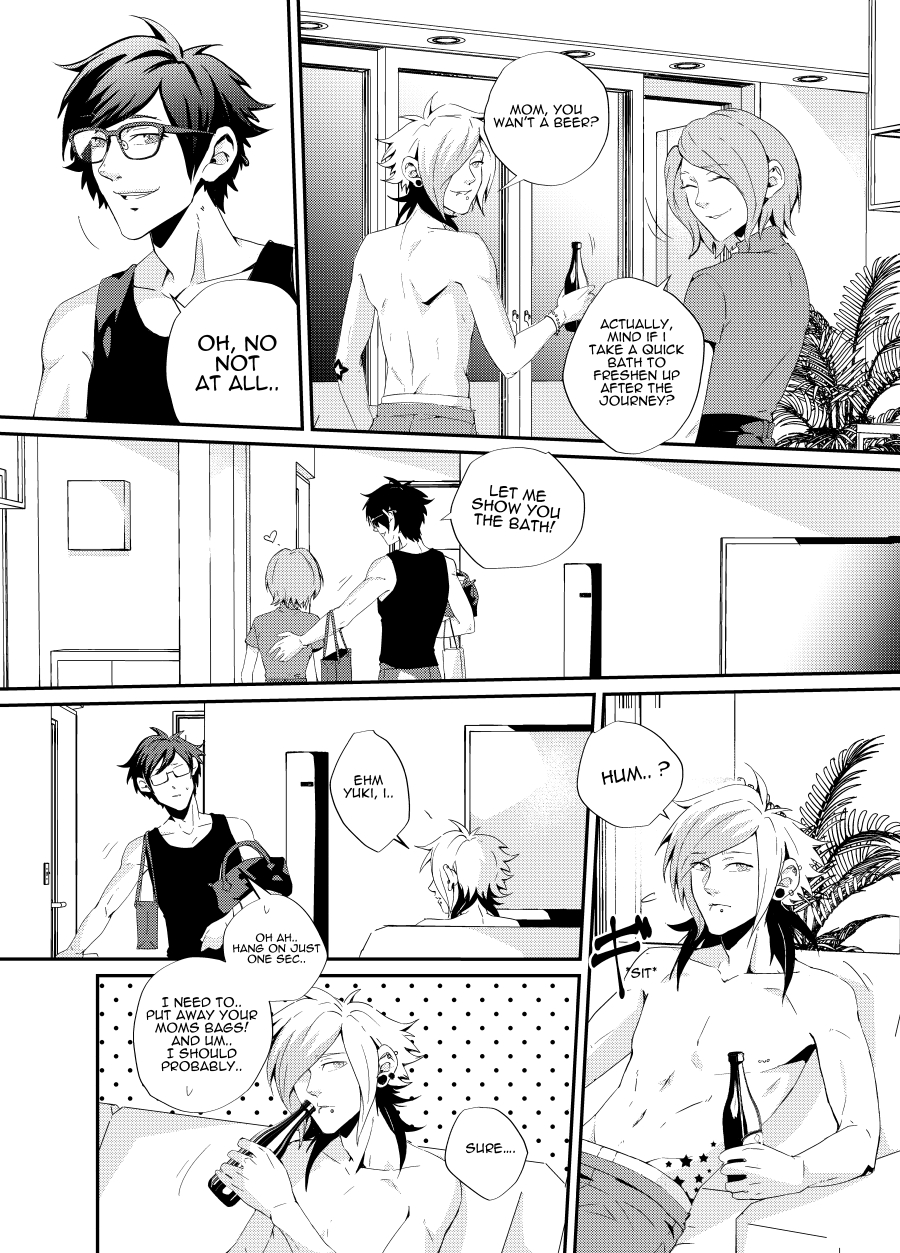 MOM, YOU
WAN'T A BEER?
ACTUALLY,
MIND IF I
TAKE A QUICK
BATH TO
FRESHEN UP
AFTER THE
JOURNEY?
OH, NO
NOT
AT ALL..
LET ME
SHOW YOU
THE BATH!
EHM
YUKI, I..
HUM.. ?
*SIT*
OH AH..
HANG ON JUST
ONE SEC..
I NEED TO..
PUT AWAY YOUR
MOMS BAGS!
AND UM..
I SHOULD
PROBABLY..
SURE....